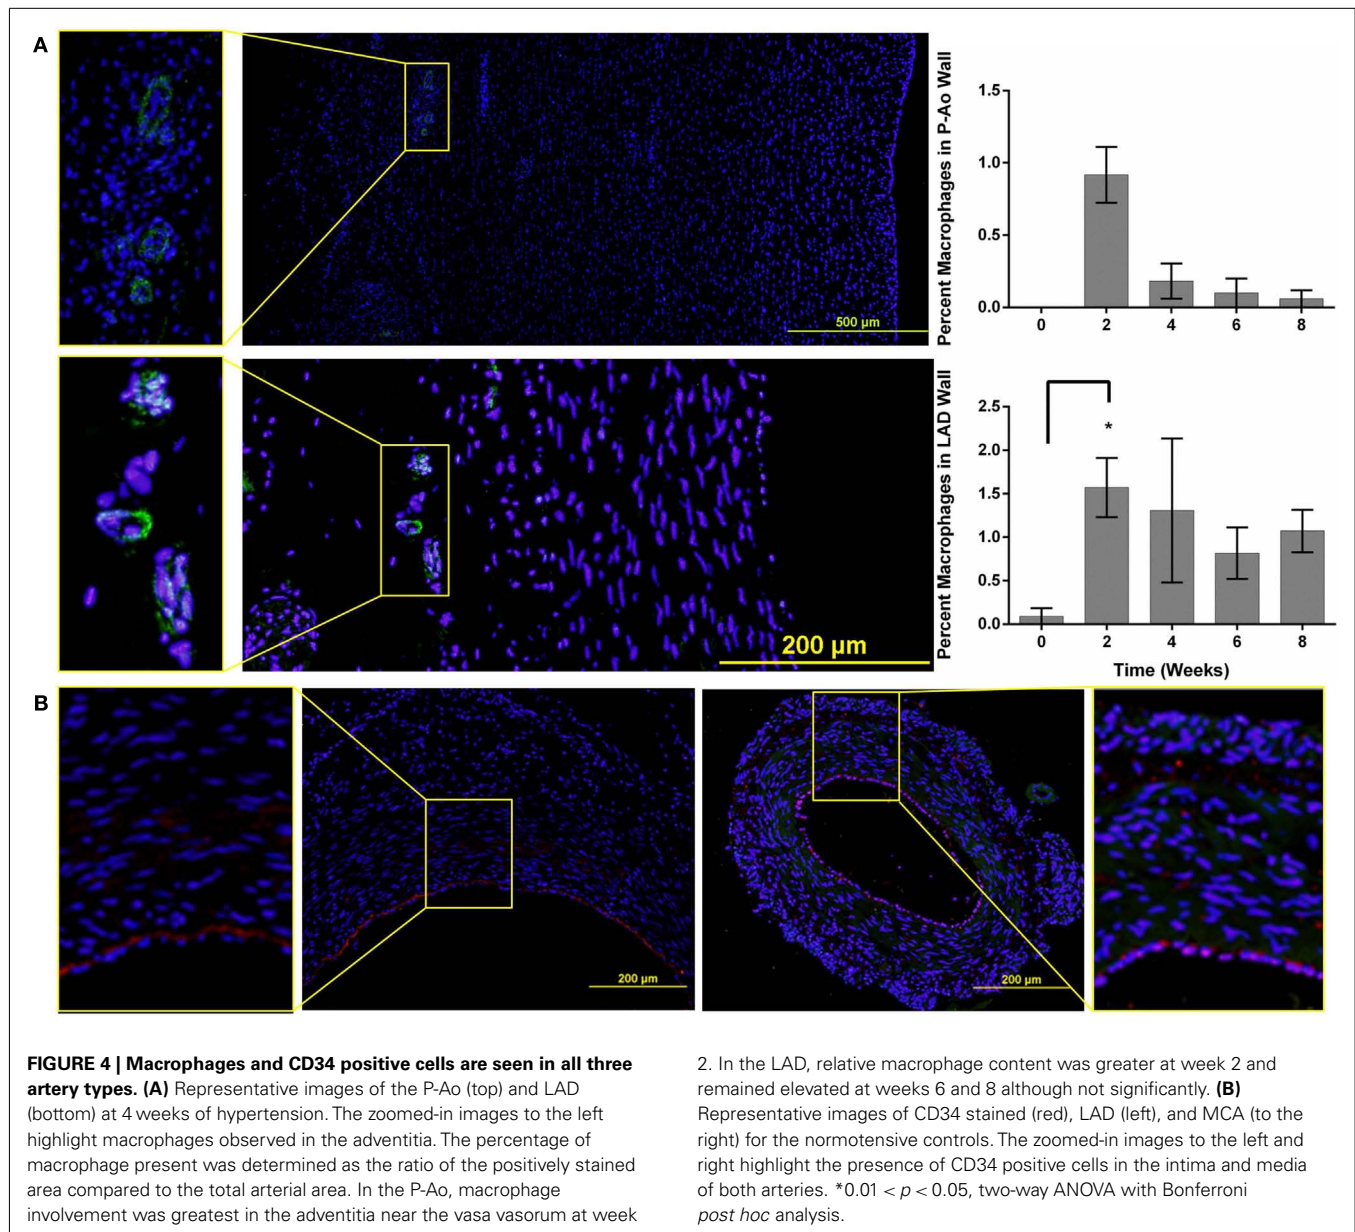 A
500 µm
Percent Macrophages in P-Ao Wall
1.5
1.0
0.5
0.0
0 2 4 6 8
200 µm
Percent Macrophages in LAD Wall
2.5
2.0
1.5
1.0
0.5
0.0
*
0 2 4 6 8
Time (Weeks)
B
200 µm
200 µm
FIGURE 4 | Macrophages and CD34 positive cells are seen in all three
artery types. (A) Representative images of the P-Ao (top) and LAD
(bottom) at 4 weeks of hypertension. The zoomed-in images to the left
highlight macrophages observed in the adventitia. The percentage of
macrophage present was determined as the ratio of the positively stained
area compared to the total arterial area. In the P-Ao, macrophage
involvement was greatest in the adventitia near the vasa vasorum at week
2. In the LAD, relative macrophage content was greater at week 2 and
remained elevated at weeks 6 and 8 although not significantly. (B)
Representative images of CD34 stained (red), LAD (left), and MCA (to the
right) for the normotensive controls. The zoomed-in images to the left and
right highlight the presence of CD34 positive cells in the intima and media
of both arteries. *0.01 < p < 0.05, two-way ANOVA with Bonferroni
post hoc analysis.